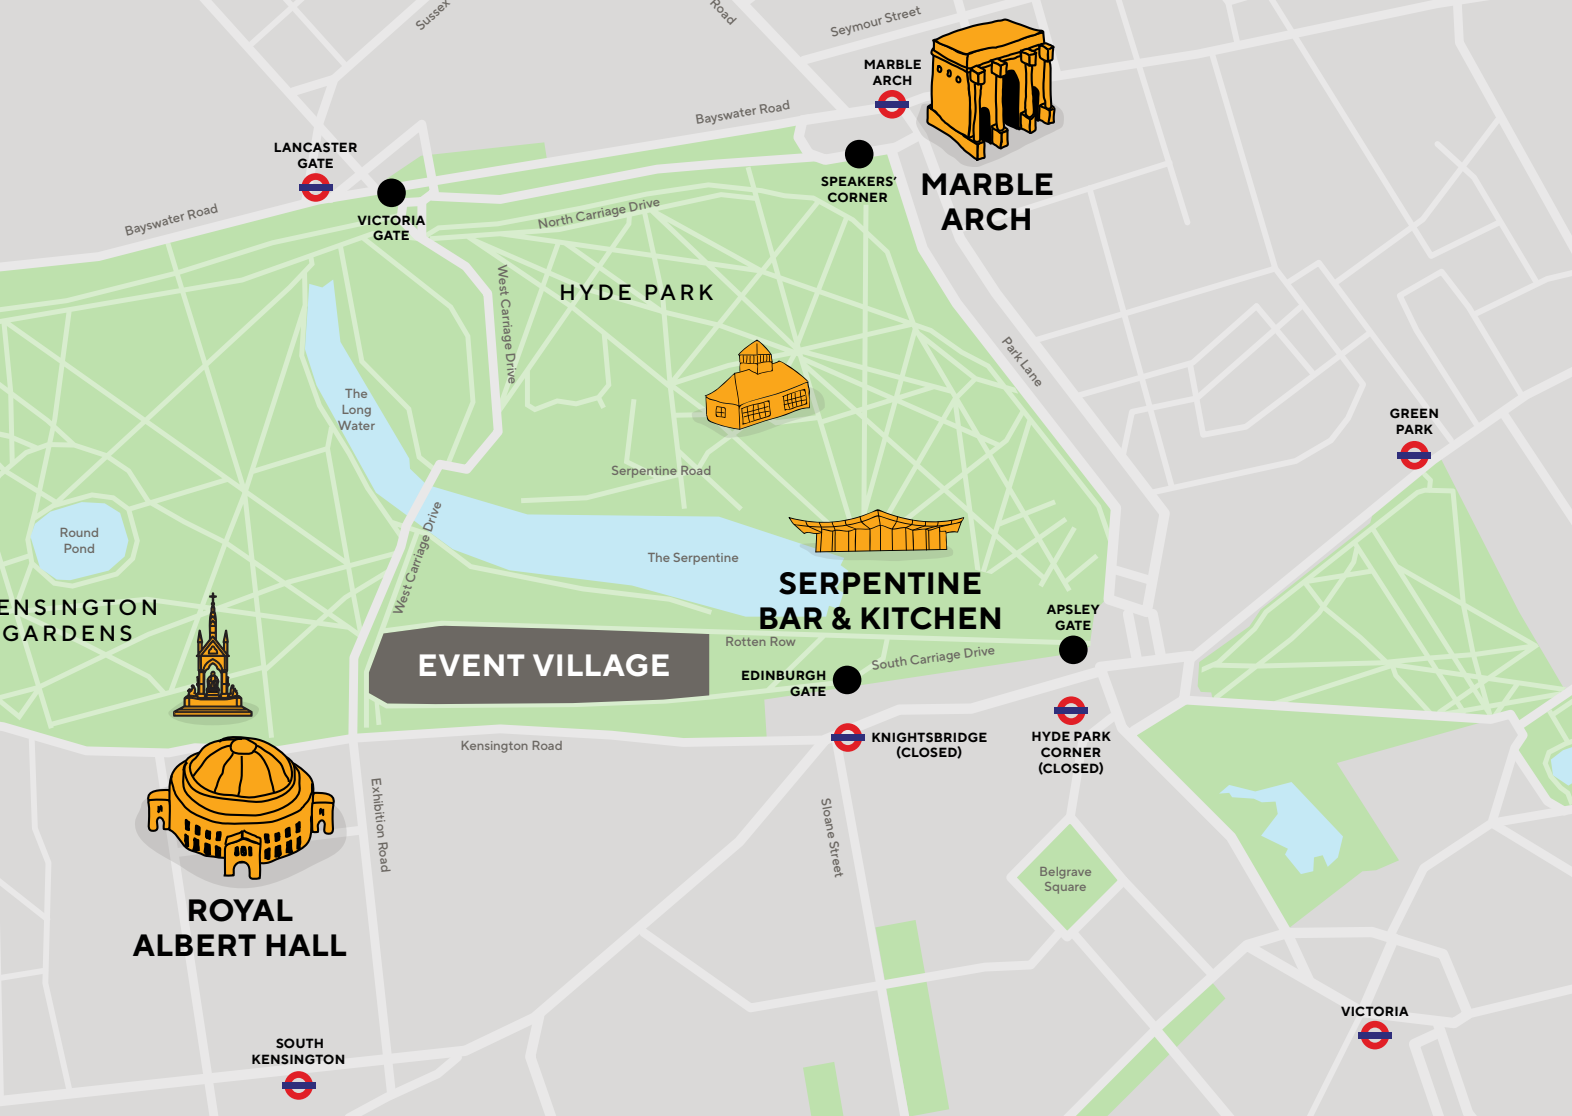 Sussex
Road
Seymour Street
MARBLE
ARCH
Bayswater Road
LANCASTER
GATE
SPEAKERS'
CORNER
MARBLE
ARCH
Bayswater Road
VICTORIA
GATE
North Carriage Drive
HYDE PARK
West Carriage Drive
Park Lane
The
Long
Water
GREEN
PARK
Serpentine Road
Round
Pond
West Carriage Drive
The Serpentine
SERPENTINE
BAR & KITCHEN
ENSINGTON
GARDENS
APSLEY
GATE
Rotten Row
EVENT VILLAGE
South Carriage Drive
EDINBURGH
GATE
Kensington Road
KNIGHTSBRIDGE
(CLOSED)
HYDE PARK
CORNER
(CLOSED)
Exhibition Road
Sloane Street
Belgrave
Square
ROYAL
ALBERT HALL
VICTORIA
SOUTH
KENSINGTON